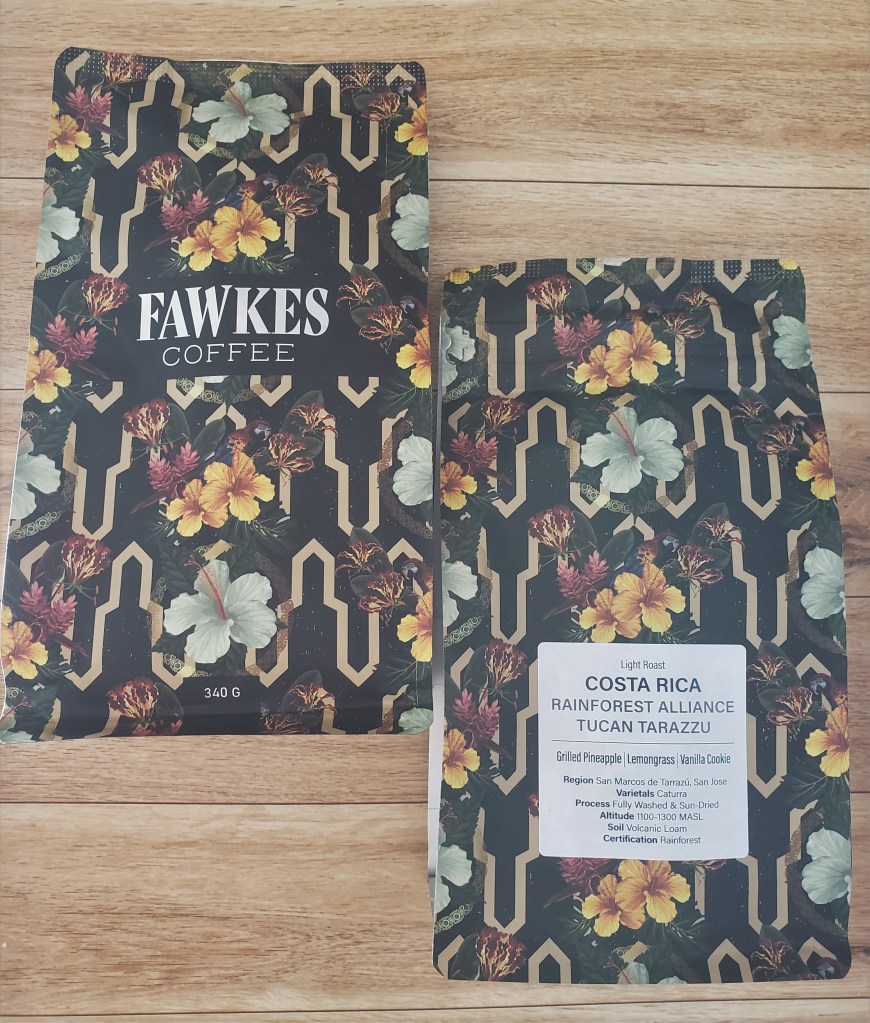 FAWKES
COFFEE
340 G
Light Roast
COSTA RICA
RAINFOREST ALLIANCE
TUCAN TARAZZU
Grilled Pineapple | Lemongrass | Vanilla Cookie
Region San Marcos de Tarrazú, San Jose
Varietals Caturra
Process Fully Washed & Sun-Dried
Altitude 1100-1300 MASL
Soil Volcanic Loam
Certification Rainforest